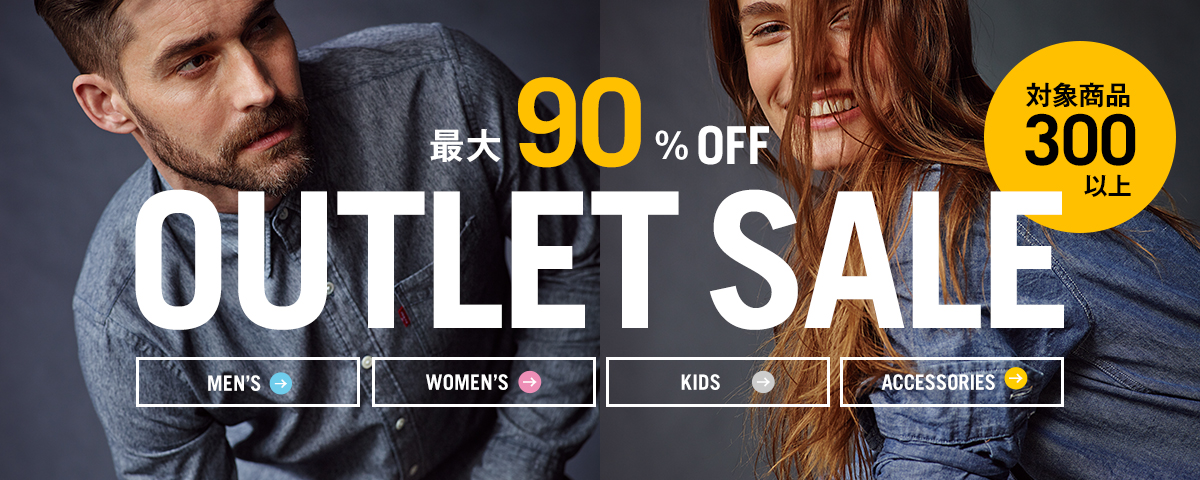 最大 90 % OFF
対象商品
300
以上
OUTLET SALE
MEN'S
WOMEN'S
KIDS
ACCESSORIES